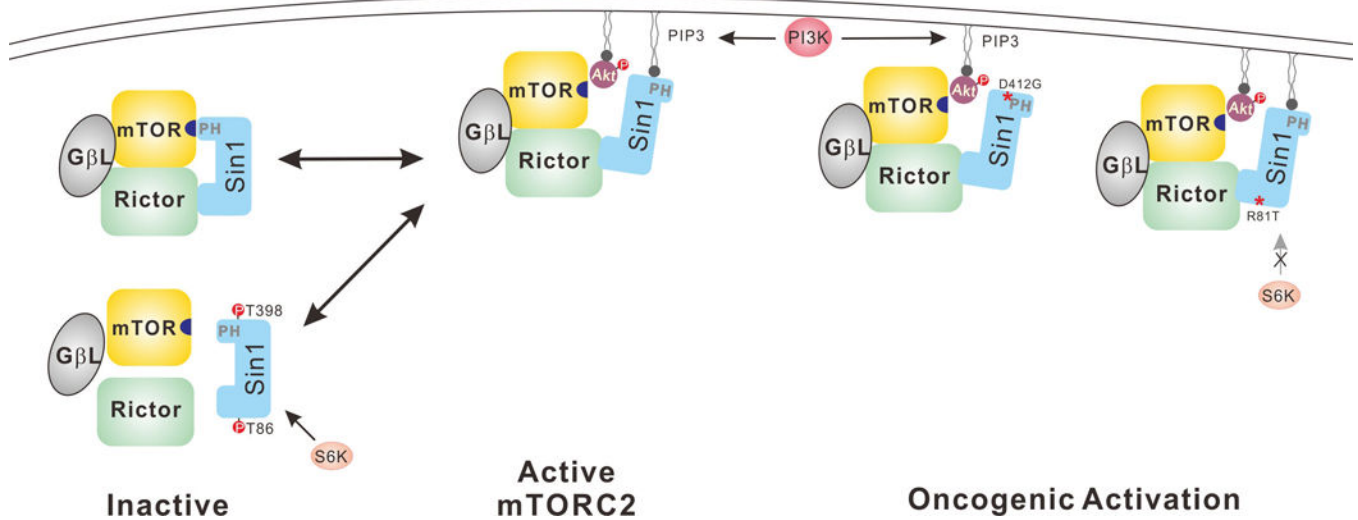 PIP3
PI3K
PIP3
Akt
P
mTOR
PH
Sin1
GβL
Rictor
mTOR
PH
Sin1
GβL
Rictor
Akt
P
D412G
PH
mTOR
Sin1
GβL
Rictor
Akt
P
PH
mTOR
Sin1
GβL
Rictor
R81T
X
S6K
P T398
PH
mTOR
Sin1
GβL
Rictor
P T86
S6K
Inactive
Active
mTORC2
Oncogenic Activation